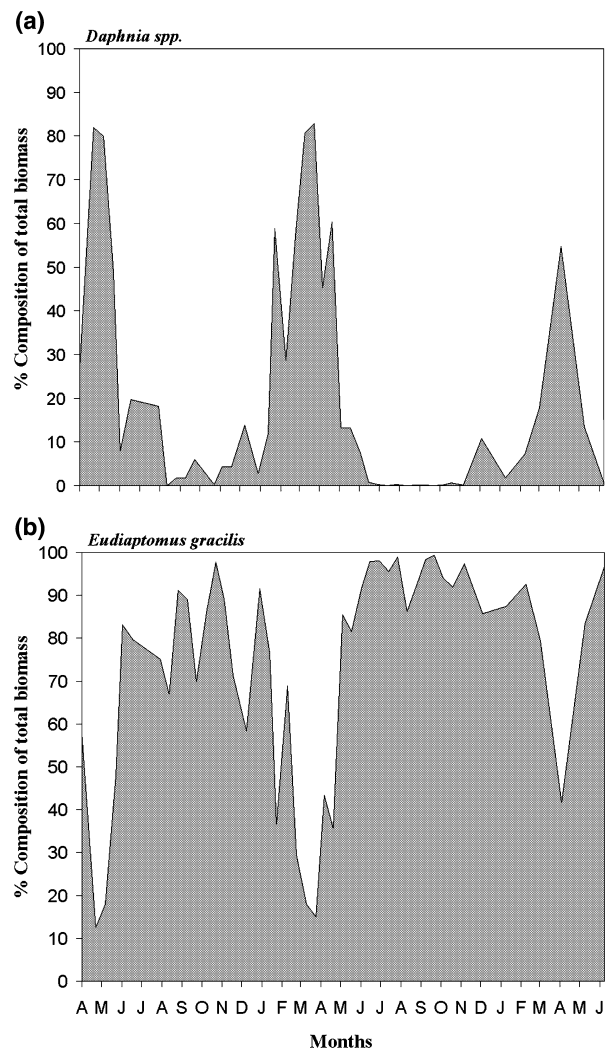 (a)
Daphnia spp.
100
90
80
70
60
50
40
30
20
10
0
% Composition of total biomass
(b)
Eudiaptomus gracilis
100
90
80
70
60
50
40
30
20
10
0
% Composition of total biomass
A M J J A S O N D J F M A M J J A S O N D J F M A M J
Months